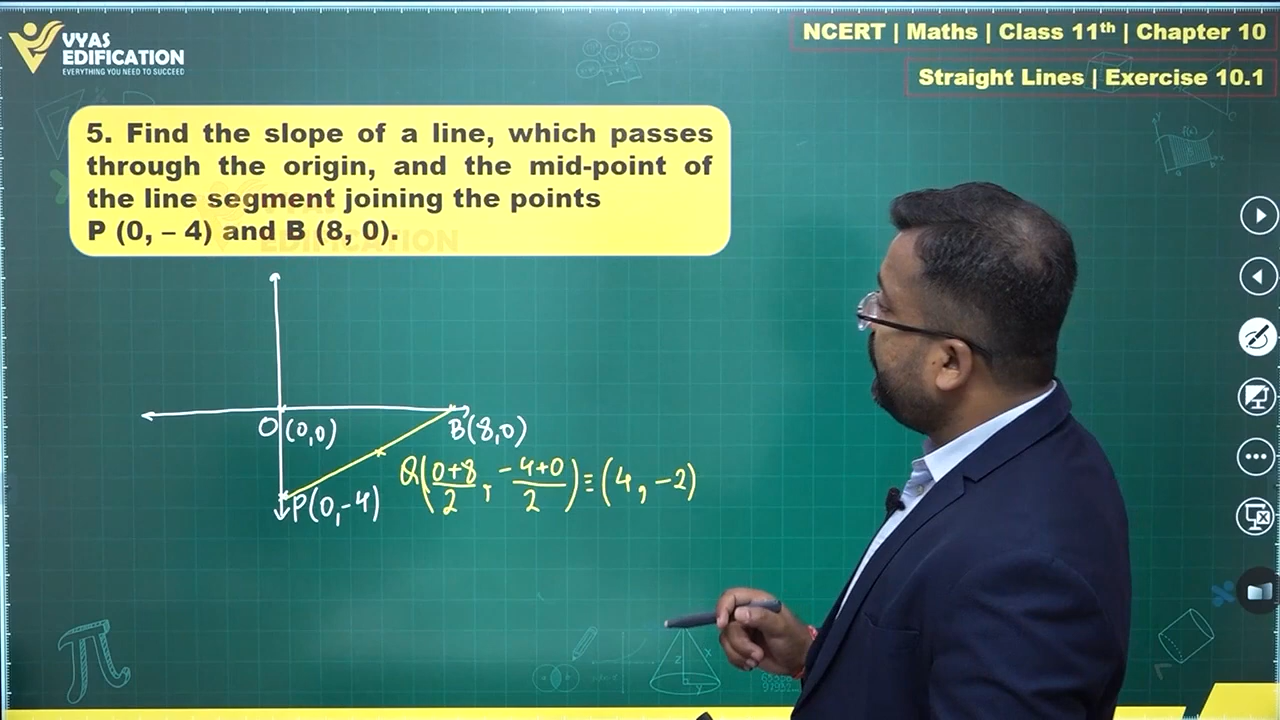 VYAS
EDIFICATION
EVERYTHING YOU NEED TO SUCCEED
NCERT | Maths | Class 11th | Chapter 10
Straight Lines | Exercise 10.1
5. Find the slope of a line, which passes
through the origin, and the mid-point of
the line segment joining the points
P (0, – 4) and B (8, 0).
O(0,0)
B(8,0)
Q(0+8/2, -4+0/2) ≡ (4, -2)
P(0,-4)